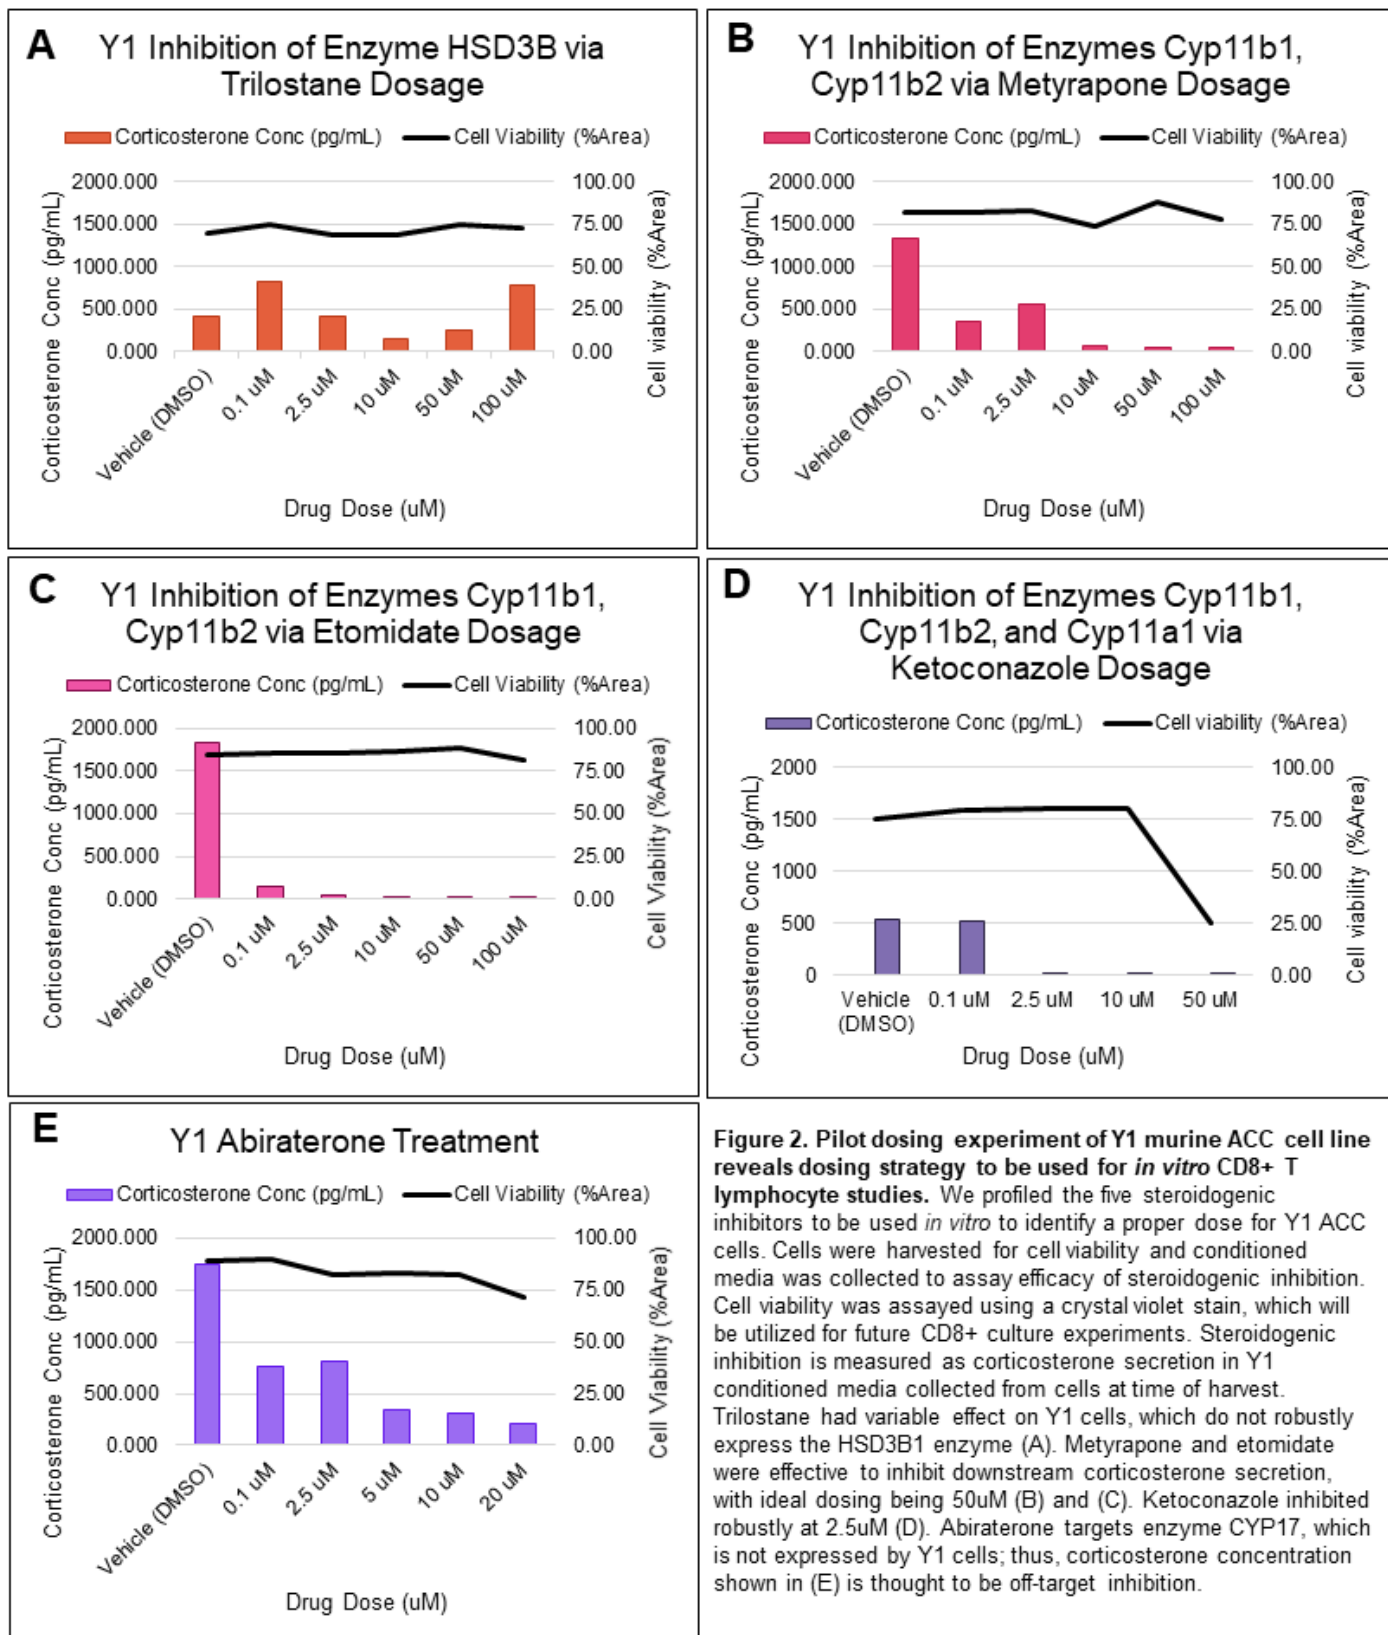 A
Y1 Inhibition of Enzyme HSD3B via
Trilostane Dosage
Corticosterone Conc (pg/mL)
Cell Viability (%Area)
Corticosterone Conc (pg/mL)
2000.000
1500.000
1000.000
500.000
0.000
100.00
75.00
50.00
25.00
0.00
Cell viability (%Area)
Vehicle (DMSO)
0.1 uM
2.5 uM
10 uM
50 uM
100 uM
Drug Dose (uM)
B
Y1 Inhibition of Enzymes Cyp11b1,
Cyp11b2 via Metyrapone Dosage
Corticosterone Conc (pg/mL)
Cell Viability (%Area)
Corticosterone Conc (pg/mL)
2000.000
1500.000
1000.000
500.000
0.000
100.00
75.00
50.00
25.00
0.00
Cell viability (%Area)
Vehicle (DMSO)
0.1 uM
2.5 uM
10 uM
50 uM
100 uM
Drug Dose (uM)
C
Y1 Inhibition of Enzymes Cyp11b1,
Cyp11b2 via Etomidate Dosage
Corticosterone Conc (pg/mL)
Cell Viability (%Area)
Corticosterone Conc (pg/mL)
2000.000
1500.000
1000.000
500.000
0.000
100.00
75.00
50.00
25.00
0.00
Cell Viability (%Area)
Vehicle (DMSO)
0.1 uM
2.5 uM
10 uM
50 uM
100 uM
Drug Dose (uM)
D
Y1 Inhibition of Enzymes Cyp11b1,
Cyp11b2, and Cyp11a1 via
Ketoconazole Dosage
Corticosterone Conc (pg/mL)
Cell viability (%Area)
Corticosterone Conc (pg/mL)
2000
1500
1000
500
0
100.00
75.00
50.00
25.00
0.00
Cell viability (%Area)
Vehicle
(DMSO)
0.1 uM
2.5 uM
10 uM
50 uM
Drug Dose (uM)
E
Y1 Abiraterone Treatment
Corticosterone Conc (pg/mL)
Cell Viability (%Area)
Corticosterone Conc (pg/mL)
2000.000
1500.000
1000.000
500.000
0.000
100.00
75.00
50.00
25.00
0.00
Cell Viability (%Area)
Vehicle (DMSO)
0.1 uM
2.5 uM
5 uM
10 uM
20 uM
Drug Dose (uM)
Figure 2. Pilot dosing experiment of Y1 murine ACC cell line
reveals dosing strategy to be used for in vitro CD8+ T
lymphocyte studies. We profiled the five steroidogenic
inhibitors to be used in vitro to identify a proper dose for Y1 ACC
cells. Cells were harvested for cell viability and conditioned
media was collected to assay efficacy of steroidogenic inhibition.
Cell viability was assayed using a crystal violet stain, which will
be utilized for future CD8+ culture experiments. Steroidogenic
inhibition is measured as corticosterone secretion in Y1
conditioned media collected from cells at time of harvest.
Trilostane had variable effect on Y1 cells, which do not robustly
express the HSD3B1 enzyme (A). Metyrapone and etomidate
were effective to inhibit downstream corticosterone secretion,
with ideal dosing being 50uM (B) and (C). Ketoconazole inhibited
robustly at 2.5uM (D). Abiraterone targets enzyme CYP17, which
is not expressed by Y1 cells; thus, corticosterone concentration
shown in (E) is thought to be off-target inhibition.